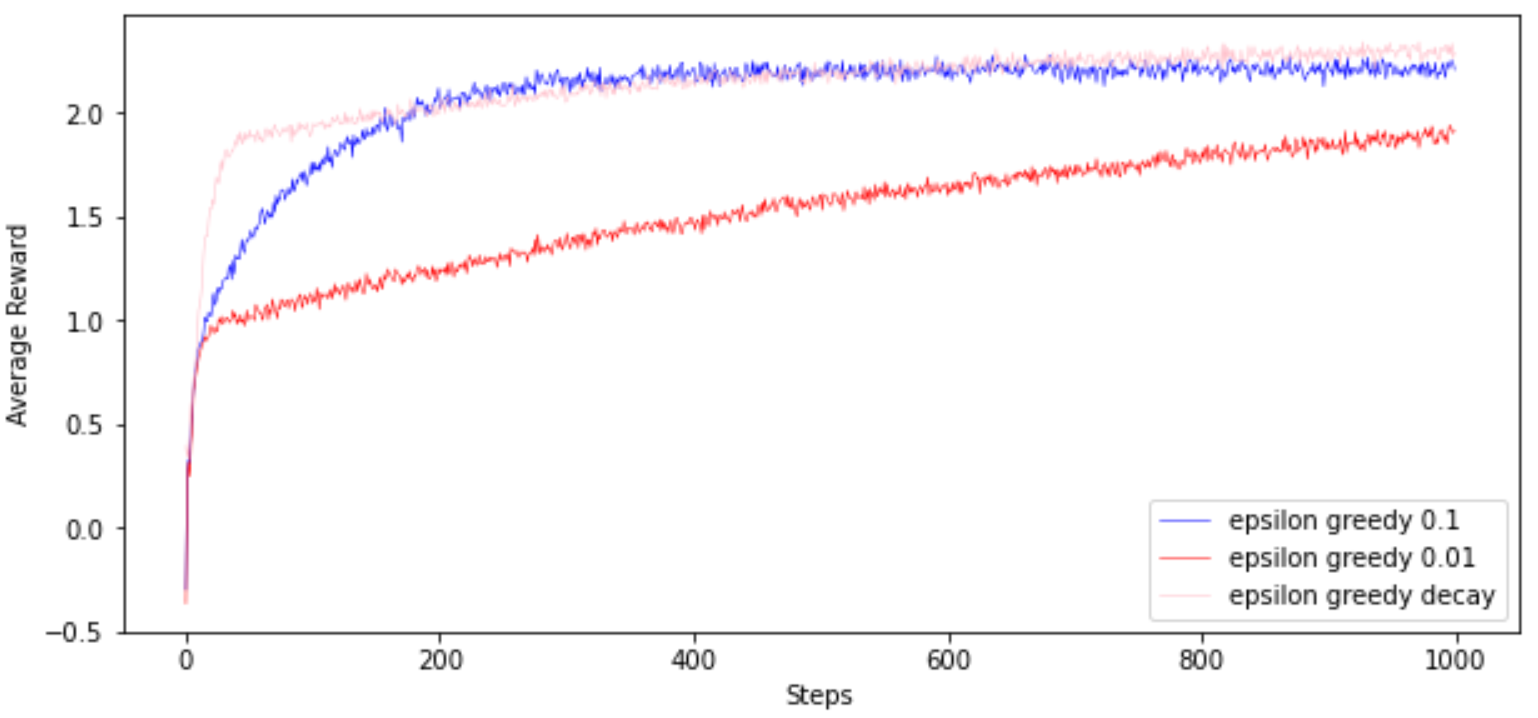 Average Reward
2.0
1.5
1.0
0.5
0.0
−0.5
0 200 400 600 800 1000
Steps
epsilon greedy 0.1
epsilon greedy 0.01
epsilon greedy decay